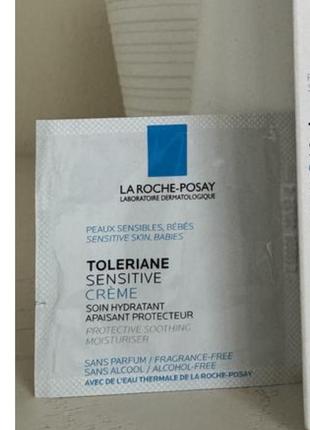 LA ROCHE-POSAY
LABORATOIRE DERMATOLOGIQUE
PEAUX SENSIBLES, BÉBÉS
SENSITIVE SKIN, BABIES
TOLERIANE
SENSITIVE
CRÈME
SOIN HYDRATANT
APAISANT PROTECTEUR
PROTECTIVE SOOTHING
MOISTURISER
SANS PARFUM / FRAGRANCE-FREE
SANS ALCOOL / ALCOHOL-FREE
AVEC DE L'EAU THERMALE DE LA ROCHE-POSAY